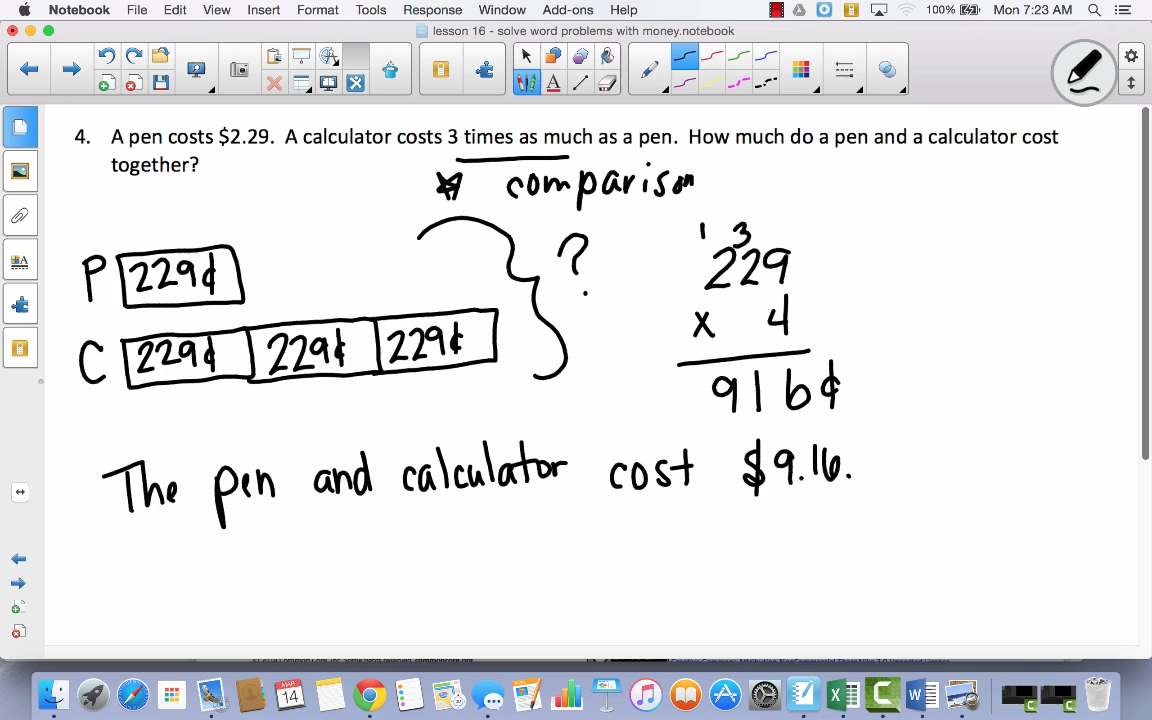 Notebook File Edit View Insert Format Tools Response Window Add-ons Help 100% Mon 7:23 AM
lesson 16 - solve word problems with money.notebook
4. A pen costs $2.29. A calculator costs 3 times as much as a pen. How much do a pen and a calculator cost
together?
* comparison
P 229¢
?
C 229¢ 229¢ 229¢
1 3
229
x 4
916¢
The pen and calculator cost $9.16.
MAR
14